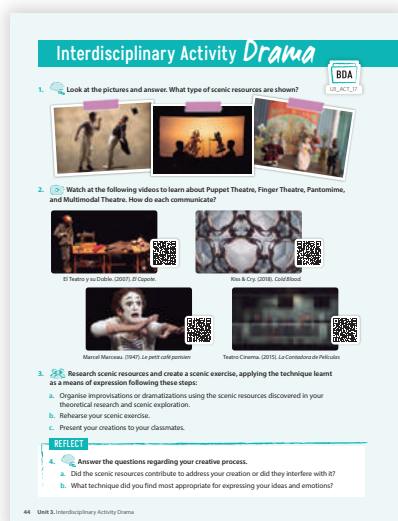 Interdisciplinary Activity Drama
BDA
U3_ACT_17
1. Look at the pictures and answer. What type of scenic resources are shown?
2. Watch at the following videos to learn about Puppet Theatre, Finger Theatre, Pantomime,
and Multimodal Theatre. How do each communicate?
El Teatro y su Doble. (2007). El Capote.
Kiss & Cry. (2018). Cold Blood.
Marcel Marceau. (1947). Le petit café parisien
Teatro Cinema. (2015). La Contadora de Películas
3. Research scenic resources and create a scenic exercise, applying the technique learnt
as a means of expression following these steps:
a. Organise improvisations or dramatizations using the scenic resources discovered in your
theoretical research and scenic exploration.
b. Rehearse your scenic exercise.
c. Present your creations to your classmates.
REFLECT
4. Answer the questions regarding your creative process.
a. Did the scenic resources contribute to address your creation or did they interfere with it?
b. What technique did you find most appropriate for expressing your ideas and emotions?
44 Unit 3. Interdisciplinary Activity Drama